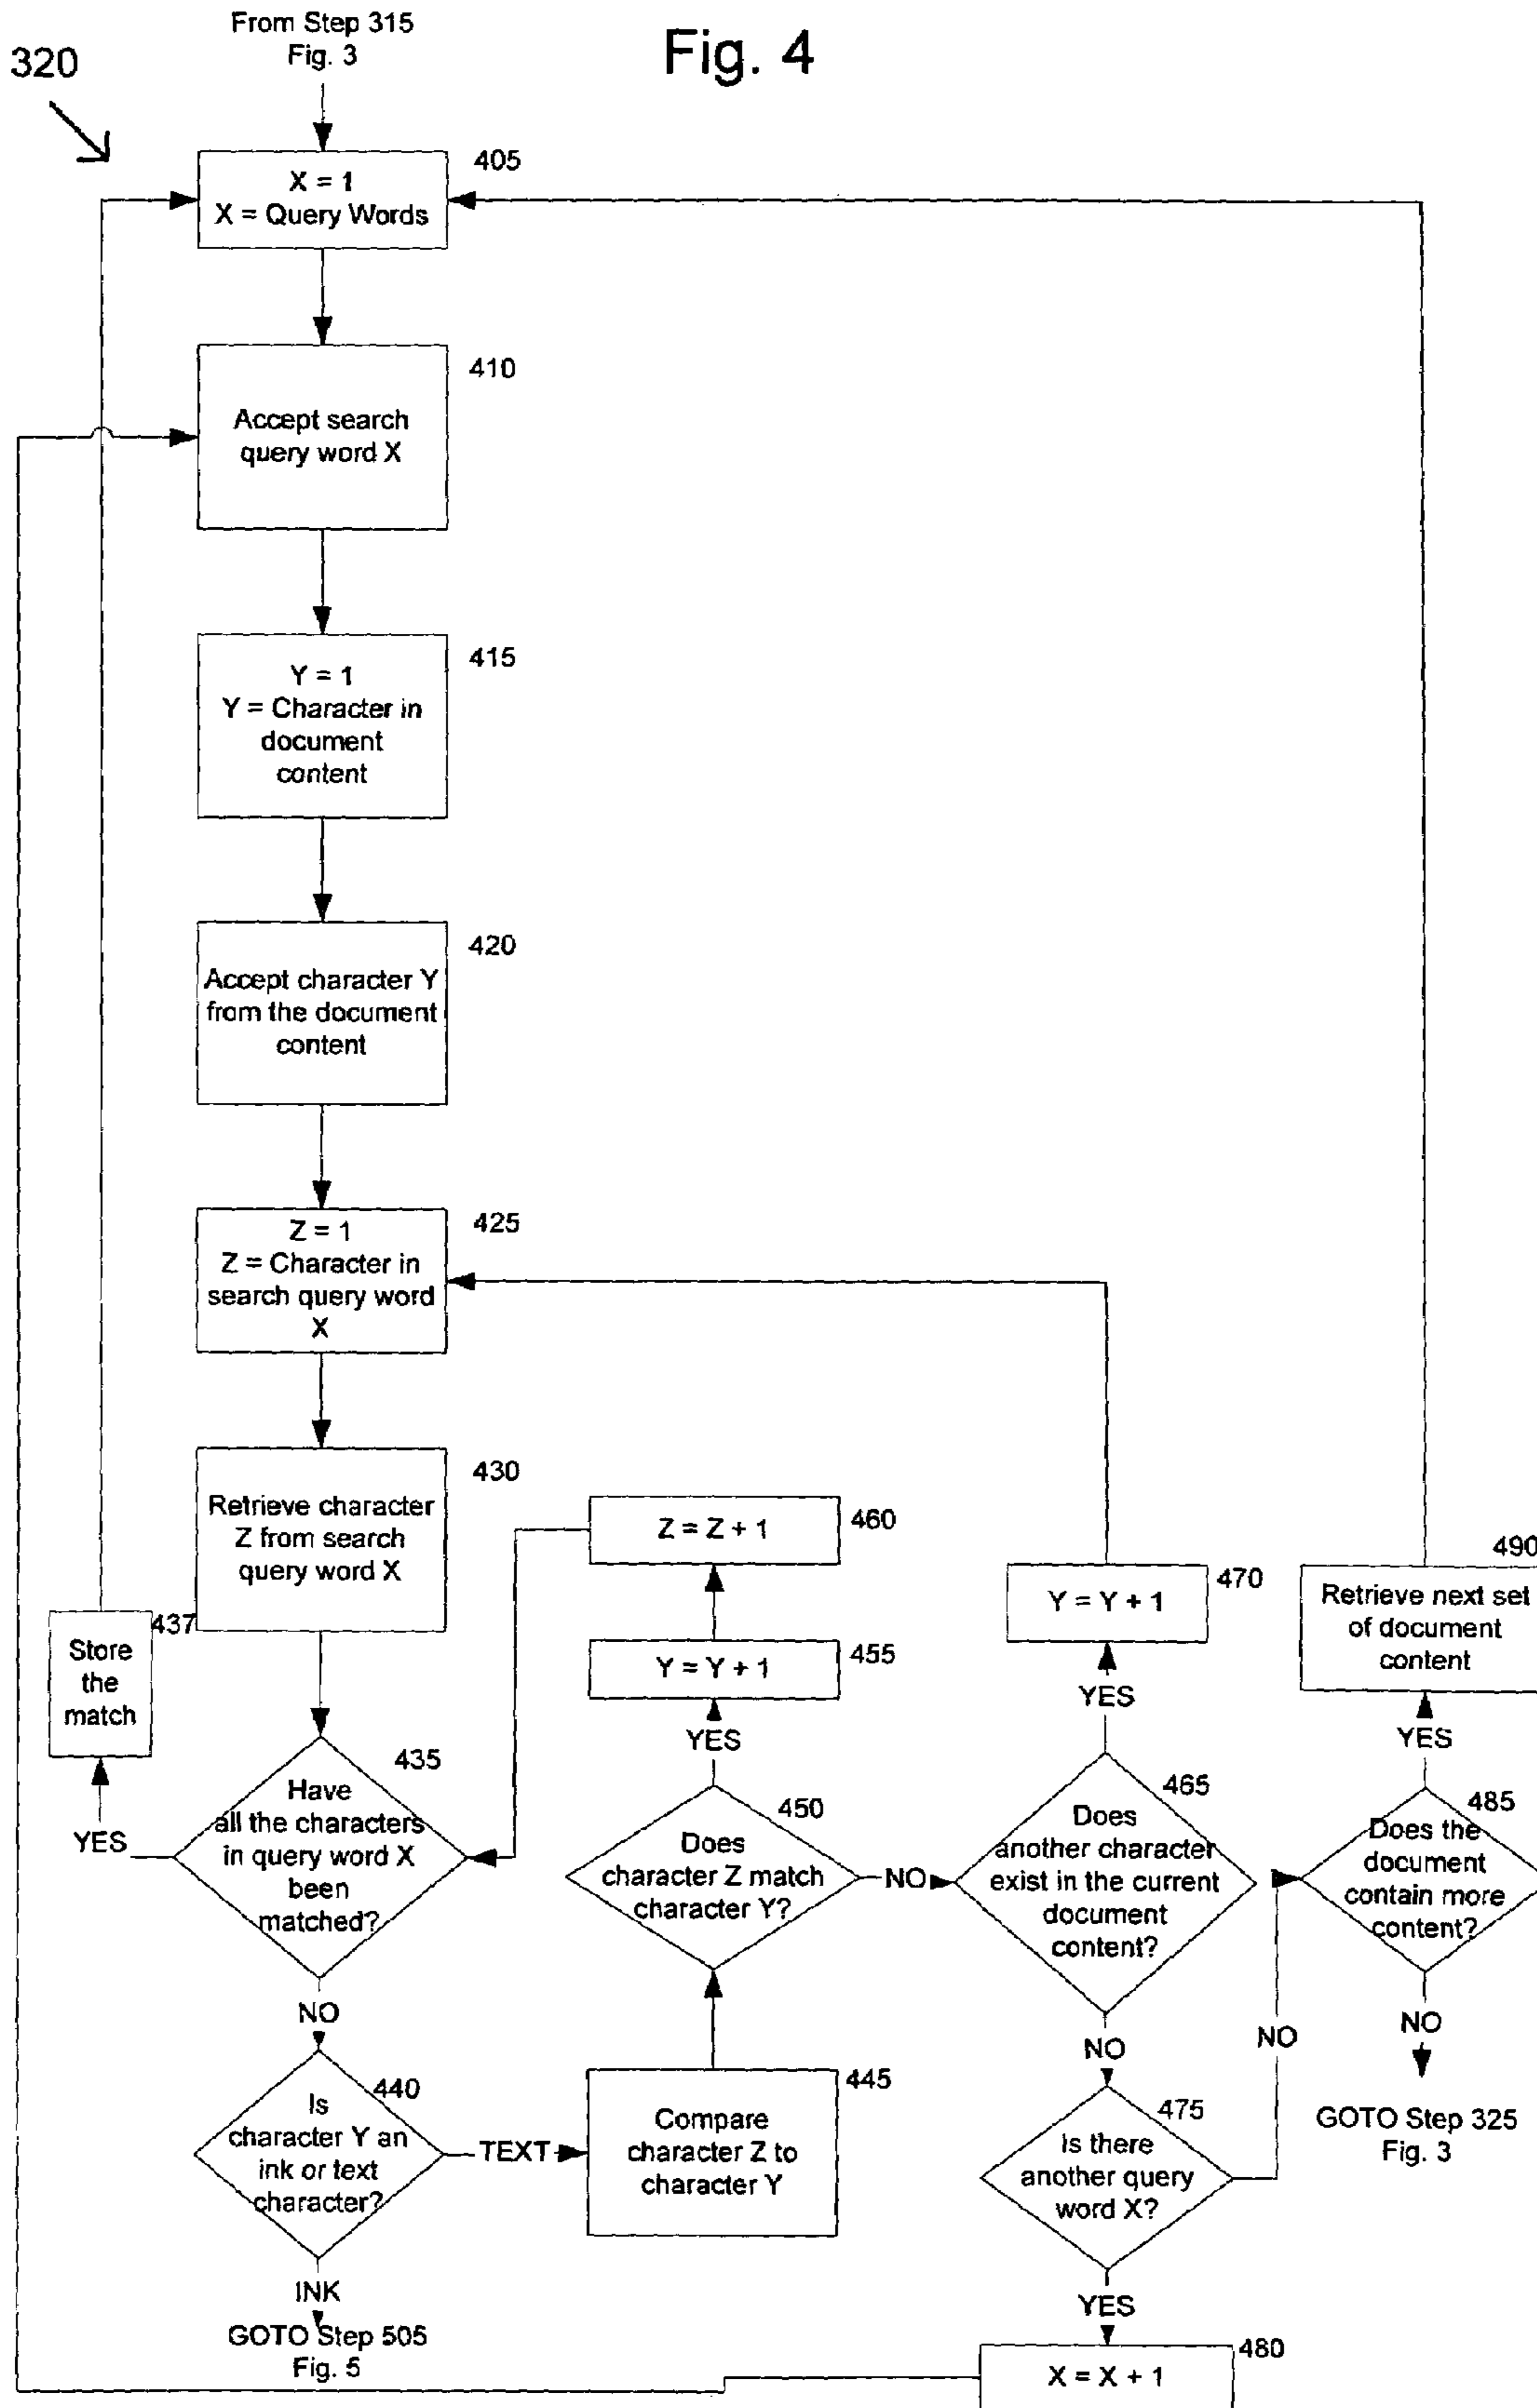 From Step 315
Fig. 3
Fig. 4
320
405
X = 1
X = Query Words
410
Accept search
query word X
415
Y = 1
Y = Character in
document
content
420
Accept character Y
from the document
content
425
Z = 1
Z = Character in
search query word
X
430
Retrieve character
Z from search
query word X
437
Store
the
match
YES
435
Have
all the characters
in query word X
been
matched?
NO
440
Is
character Y an
ink or text
character?
TEXT
INK
GOTO Step 505
Fig. 5
445
Compare
character Z to
character Y
450
Does
character Z match
character Y?
YES
455
Y = Y + 1
460
Z = Z + 1
NO
465
Does
another character
exist in the current
document
content?
YES
470
Y = Y + 1
NO
475
Is there
another query
word X?
NO
YES
480
X = X + 1
485
Does the
document
contain more
content?
YES
490
Retrieve next set
of document
content
NO
GOTO Step 325
Fig. 3